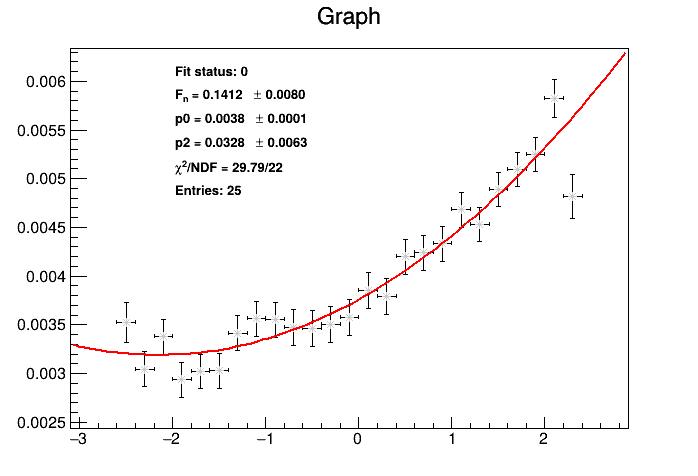 Graph
Fit status: 0
Fn = 0.1412 ± 0.0080
p0 = 0.0038 ± 0.0001
p2 = 0.0328 ± 0.0063
χ²/NDF = 29.79/22
Entries: 25
0.006
0.0055
0.005
0.0045
0.004
0.0035
0.003
0.0025
−3 −2 −1 0 1 2